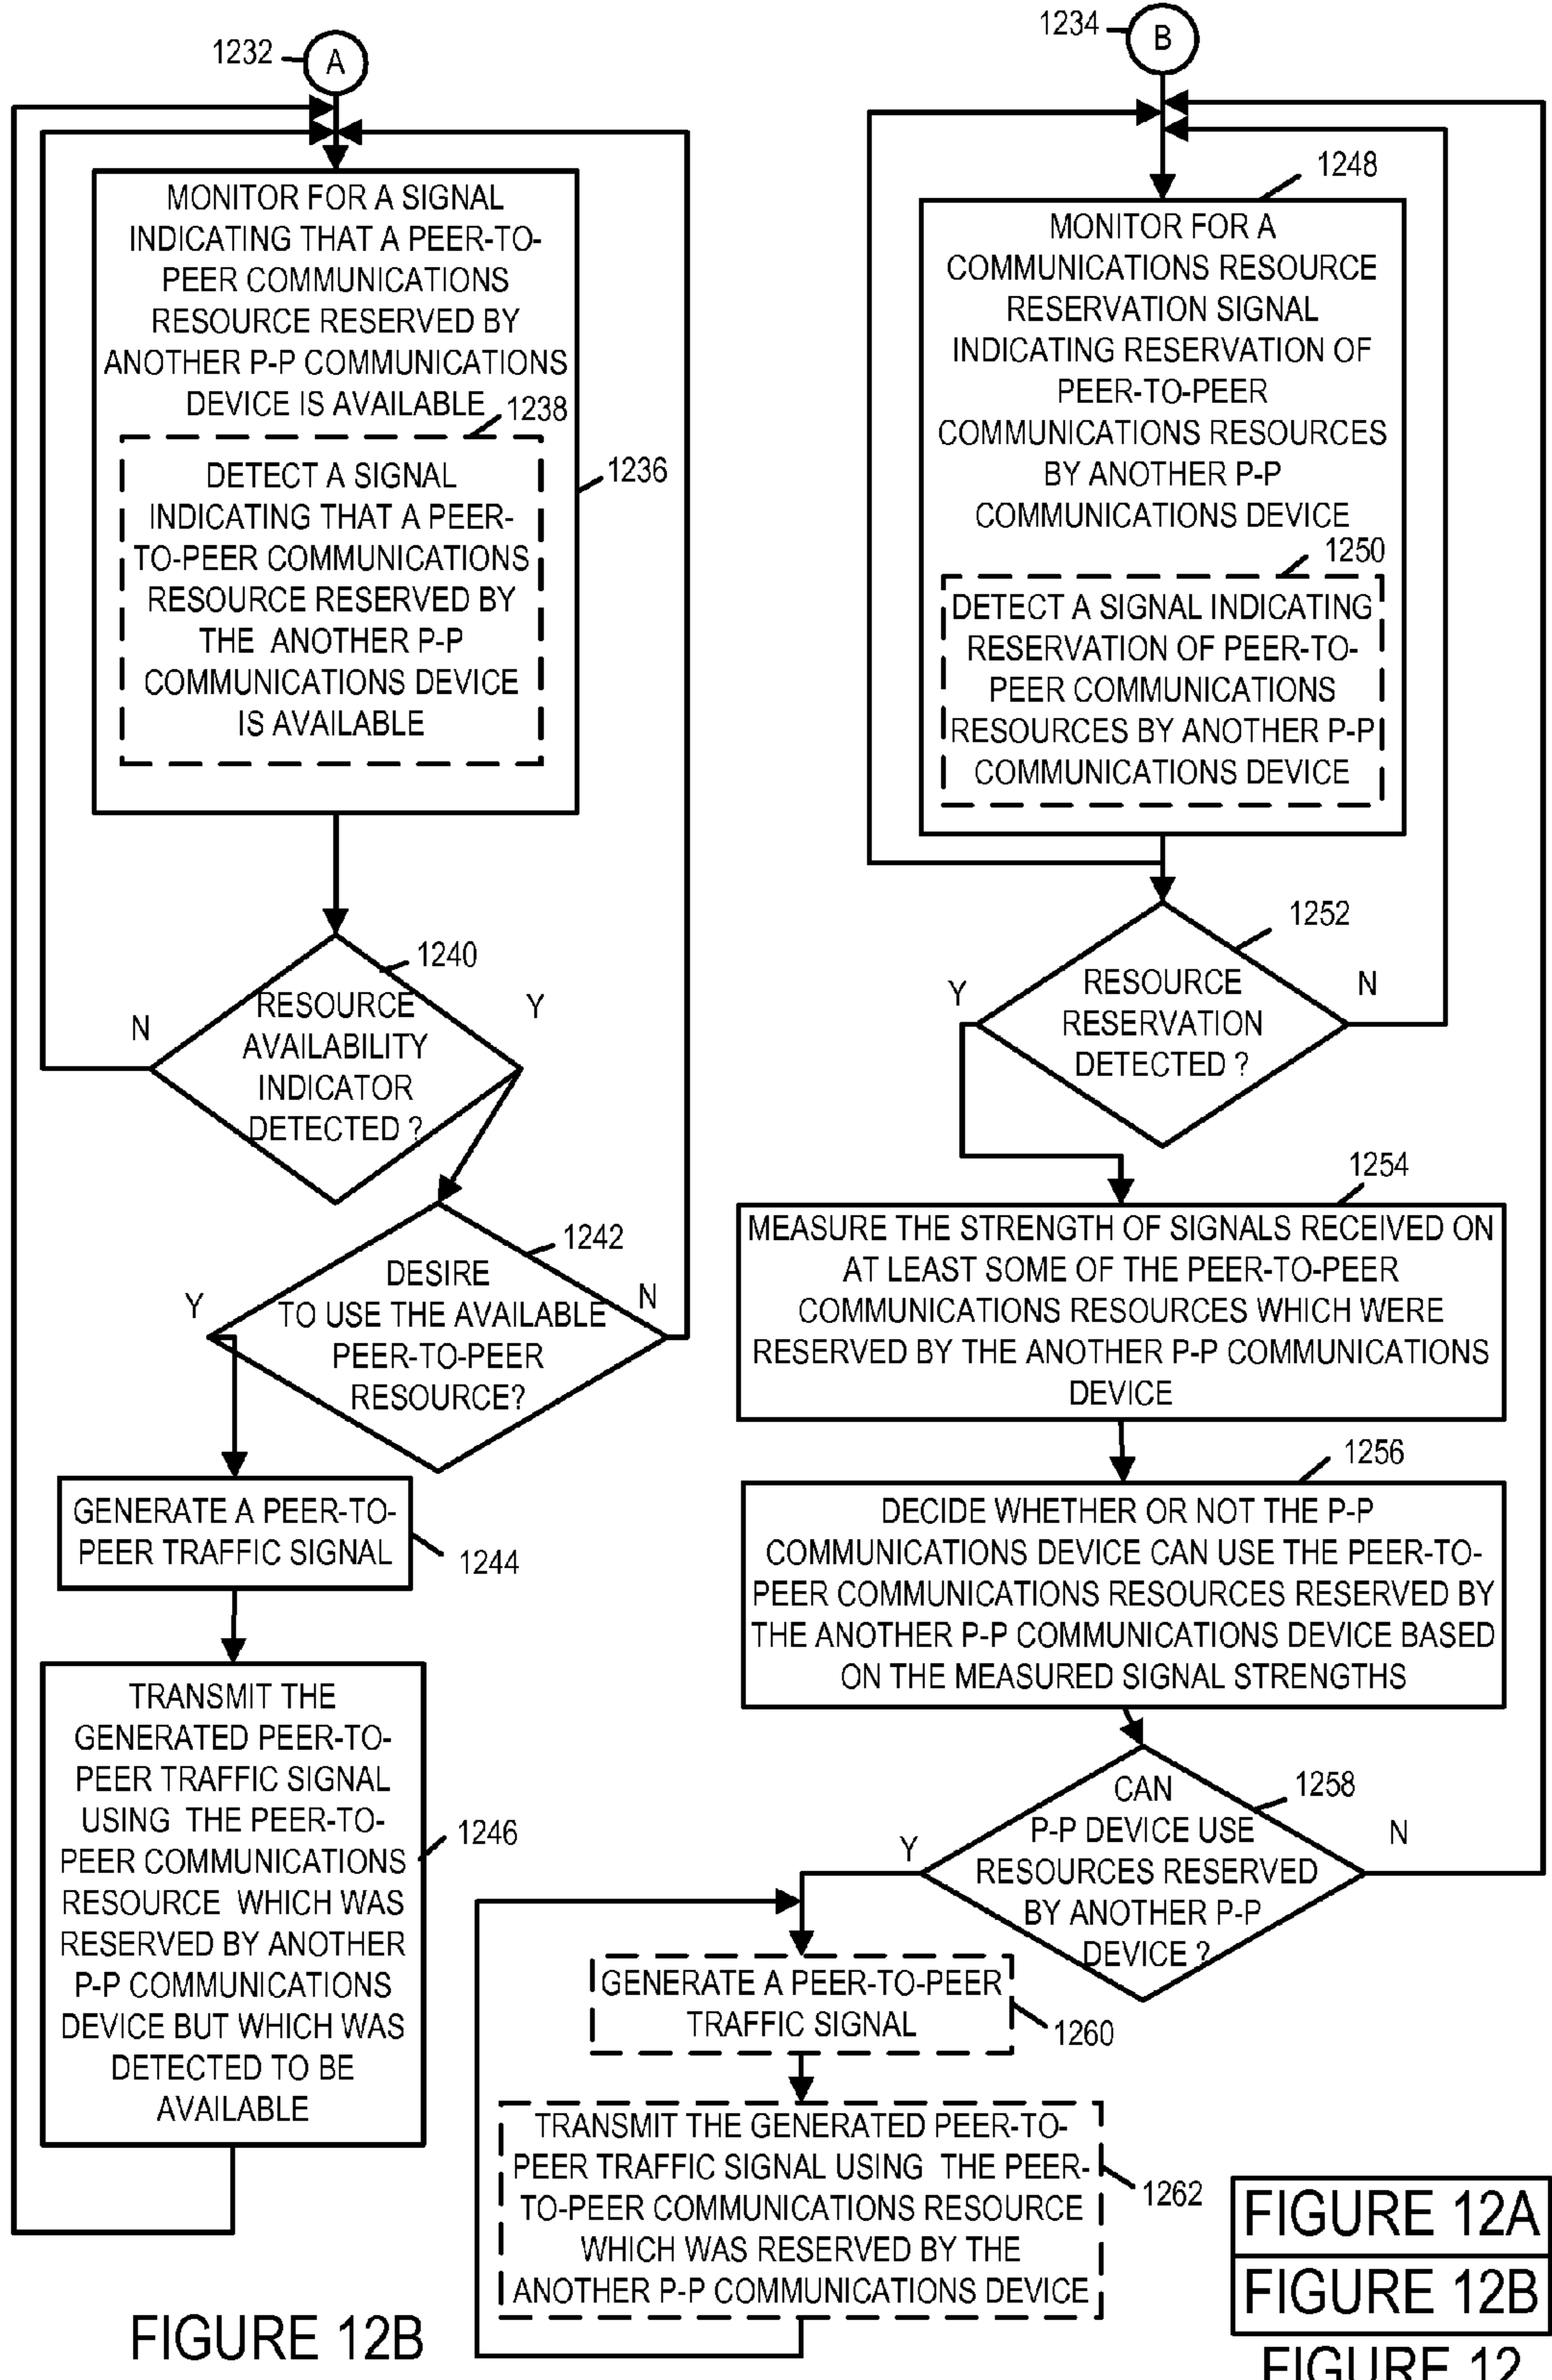 1232
A
MONITOR FOR A SIGNAL
INDICATING THAT A PEER-TO-
PEER COMMUNICATIONS
RESOURCE RESERVED BY
ANOTHER P-P COMMUNICATIONS
DEVICE IS AVAILABLE
1238
DETECT A SIGNAL
INDICATING THAT A PEER-
TO-PEER COMMUNICATIONS
RESOURCE RESERVED BY
THE ANOTHER P-P
COMMUNICATIONS DEVICE
IS AVAILABLE
1236
1240
RESOURCE
AVAILABILITY
INDICATOR
DETECTED ?
N
Y
1242
DESIRE
TO USE THE AVAILABLE
PEER-TO-PEER
RESOURCE?
Y
N
GENERATE A PEER-TO-
PEER TRAFFIC SIGNAL
1244
TRANSMIT THE
GENERATED PEER-TO-
PEER TRAFFIC SIGNAL
USING THE PEER-TO-
PEER COMMUNICATIONS
RESOURCE WHICH WAS
RESERVED BY ANOTHER
P-P COMMUNICATIONS
DEVICE BUT WHICH WAS
DETECTED TO BE
AVAILABLE
1246
1234
B
1248
MONITOR FOR A
COMMUNICATIONS RESOURCE
RESERVATION SIGNAL
INDICATING RESERVATION OF
PEER-TO-PEER
COMMUNICATIONS RESOURCES
BY ANOTHER P-P
COMMUNICATIONS DEVICE
1250
DETECT A SIGNAL INDICATING
RESERVATION OF PEER-TO-
PEER COMMUNICATIONS
RESOURCES BY ANOTHER P-P
COMMUNICATIONS DEVICE
1252
RESOURCE
RESERVATION
DETECTED ?
Y
N
1254
MEASURE THE STRENGTH OF SIGNALS RECEIVED ON
AT LEAST SOME OF THE PEER-TO-PEER
COMMUNICATIONS RESOURCES WHICH WERE
RESERVED BY THE ANOTHER P-P COMMUNICATIONS
DEVICE
1256
DECIDE WHETHER OR NOT THE P-P
COMMUNICATIONS DEVICE CAN USE THE PEER-TO-
PEER COMMUNICATIONS RESOURCES RESERVED BY
THE ANOTHER P-P COMMUNICATIONS DEVICE BASED
ON THE MEASURED SIGNAL STRENGTHS
1258
CAN
P-P DEVICE USE
RESOURCES RESERVED
BY ANOTHER P-P
DEVICE ?
Y
N
GENERATE A PEER-TO-PEER
TRAFFIC SIGNAL
1260
TRANSMIT THE GENERATED PEER-TO-
PEER TRAFFIC SIGNAL USING THE PEER-
TO-PEER COMMUNICATIONS RESOURCE
WHICH WAS RESERVED BY THE
ANOTHER P-P COMMUNICATIONS DEVICE
1262
FIGURE 12B
FIGURE 12A
FIGURE 12B
FIGURE 12